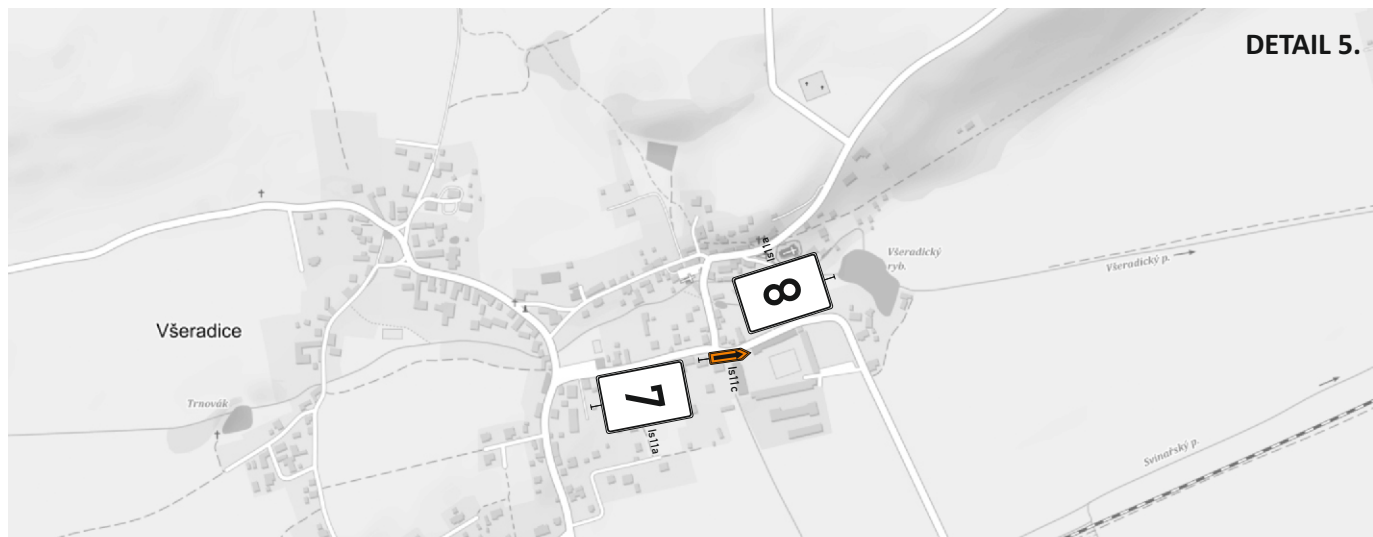 DETAIL 5.
Is11a
Všeradický
ryb.
Všeradický p.
8
Všeradice
Is11c
7
Trnovák
Is11a
Svinařský p.